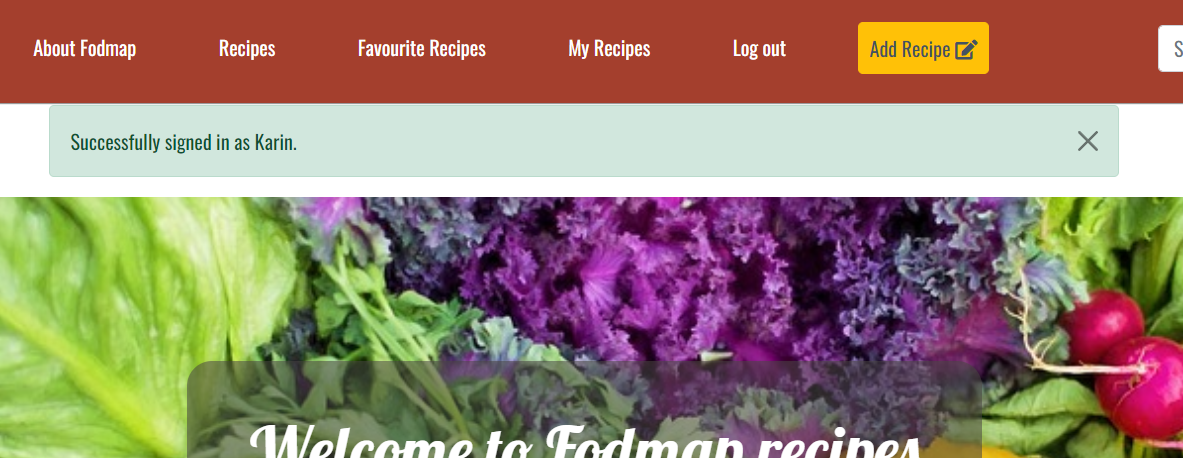 About Fodmap Recipes Favourite Recipes My Recipes Log out Add Recipe S
Successfully signed in as Karin.
Welcome to Fodmap recipes